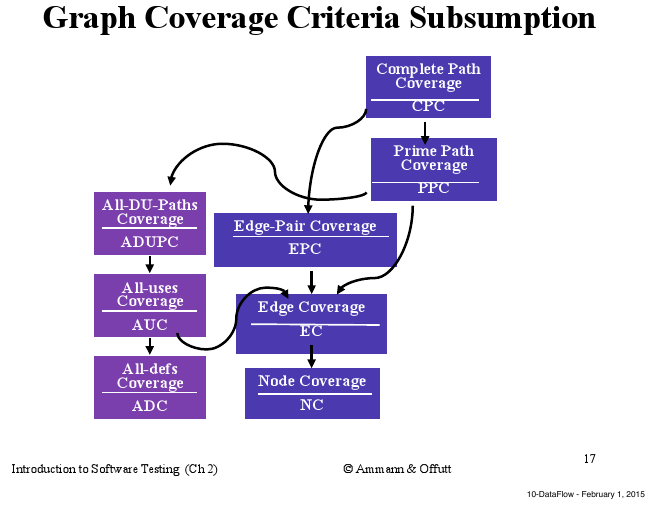 Graph Coverage Criteria Subsumption
Complete Path
Coverage
CPC
Prime Path
Coverage
PPC
All-DU-Paths
Coverage
ADUPC
Edge-Pair Coverage
EPC
All-uses
Coverage
AUC
Edge Coverage
EC
All-defs
Coverage
ADC
Node Coverage
NC
Introduction to Software Testing (Ch 2)
© Ammann & Offutt
17
10-DataFlow - February 1, 2015